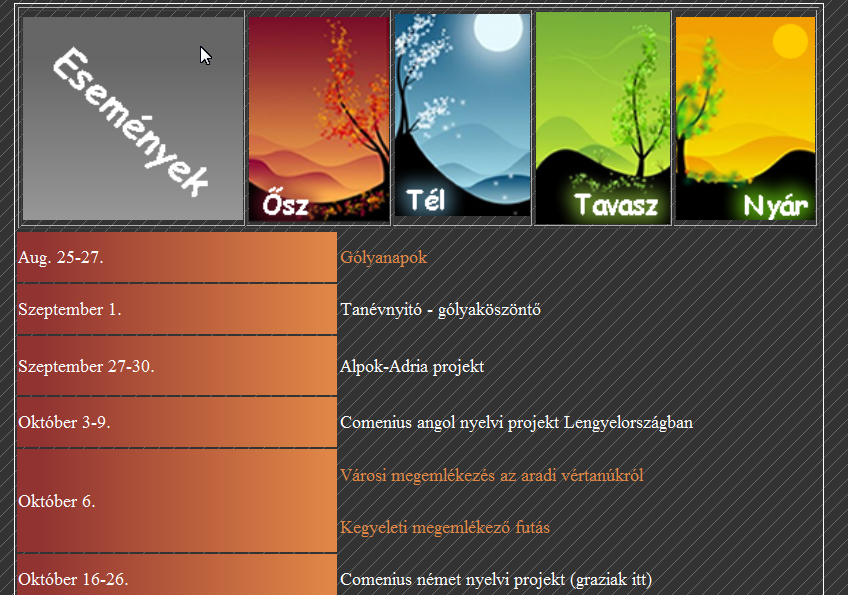 Események
Ősz
Tél
Tavasz
Nyár
Aug. 25-27.
Gólyanapok
Szeptember 1.
Tanévnyitó - gólyaköszöntő
Szeptember 27-30.
Alpok-Adria projekt
Október 3-9.
Comenius angol nyelvi projekt Lengyelországban
Október 6.
Városi megemlékezés az aradi vértanúkról
Kegyeleti megemlékező futás
Október 16-26.
Comenius német nyelvi projekt (graziak itt)